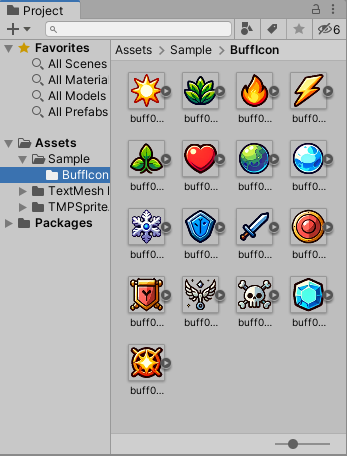 Project
6
Favorites
All Scenes
All Materia
All Models
All Prefabs
Assets
Sample
BuffIcon
TextMesh I
TMPSprite.
Packages
Assets > Sample > BuffIcon
buff0... buff0... buff0... buff0...
buff0... buff0... buff0... buff0...
buff0... buff0... buff0... buff0...
buff0... buff0... buff0... buff0...
buff0...